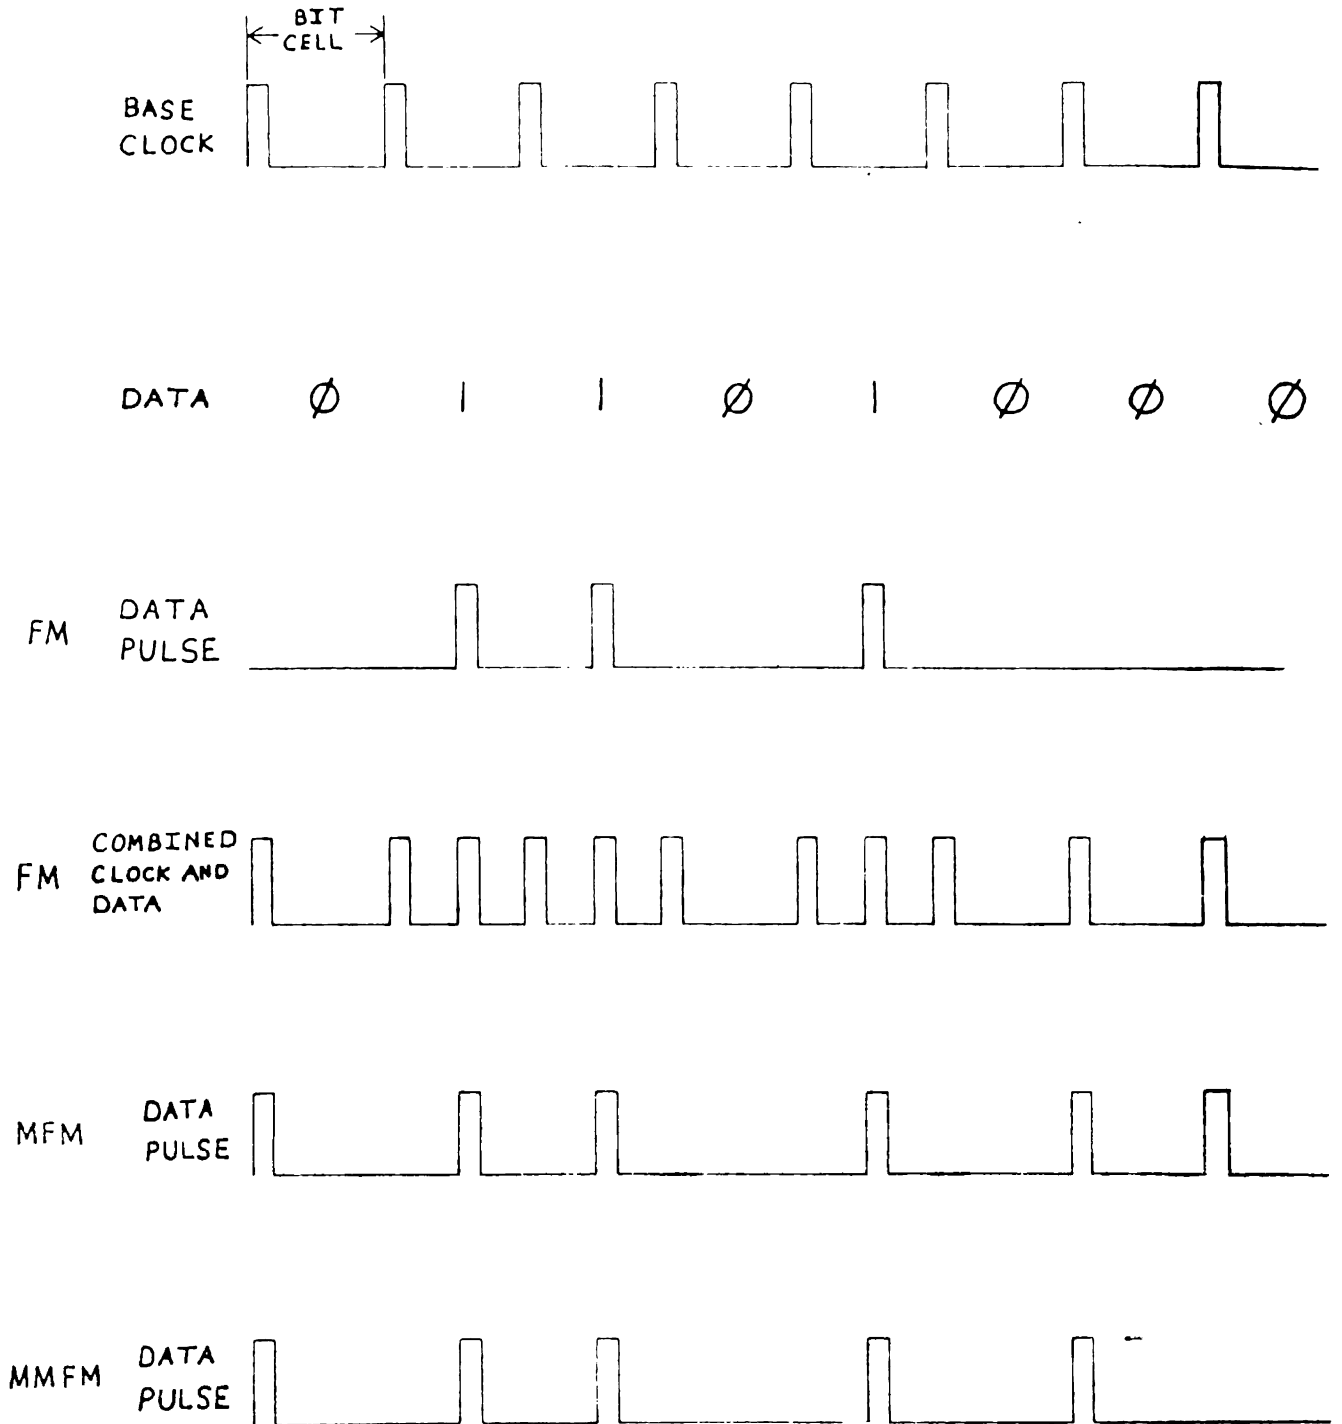 BIT
CELL
BASE
CLOCK
DATA Ø 1 1 Ø 1 Ø Ø Ø
FM DATA
PULSE
FM COMBINED
CLOCK AND
DATA
MFM DATA
PULSE
MMFM DATA
PULSE